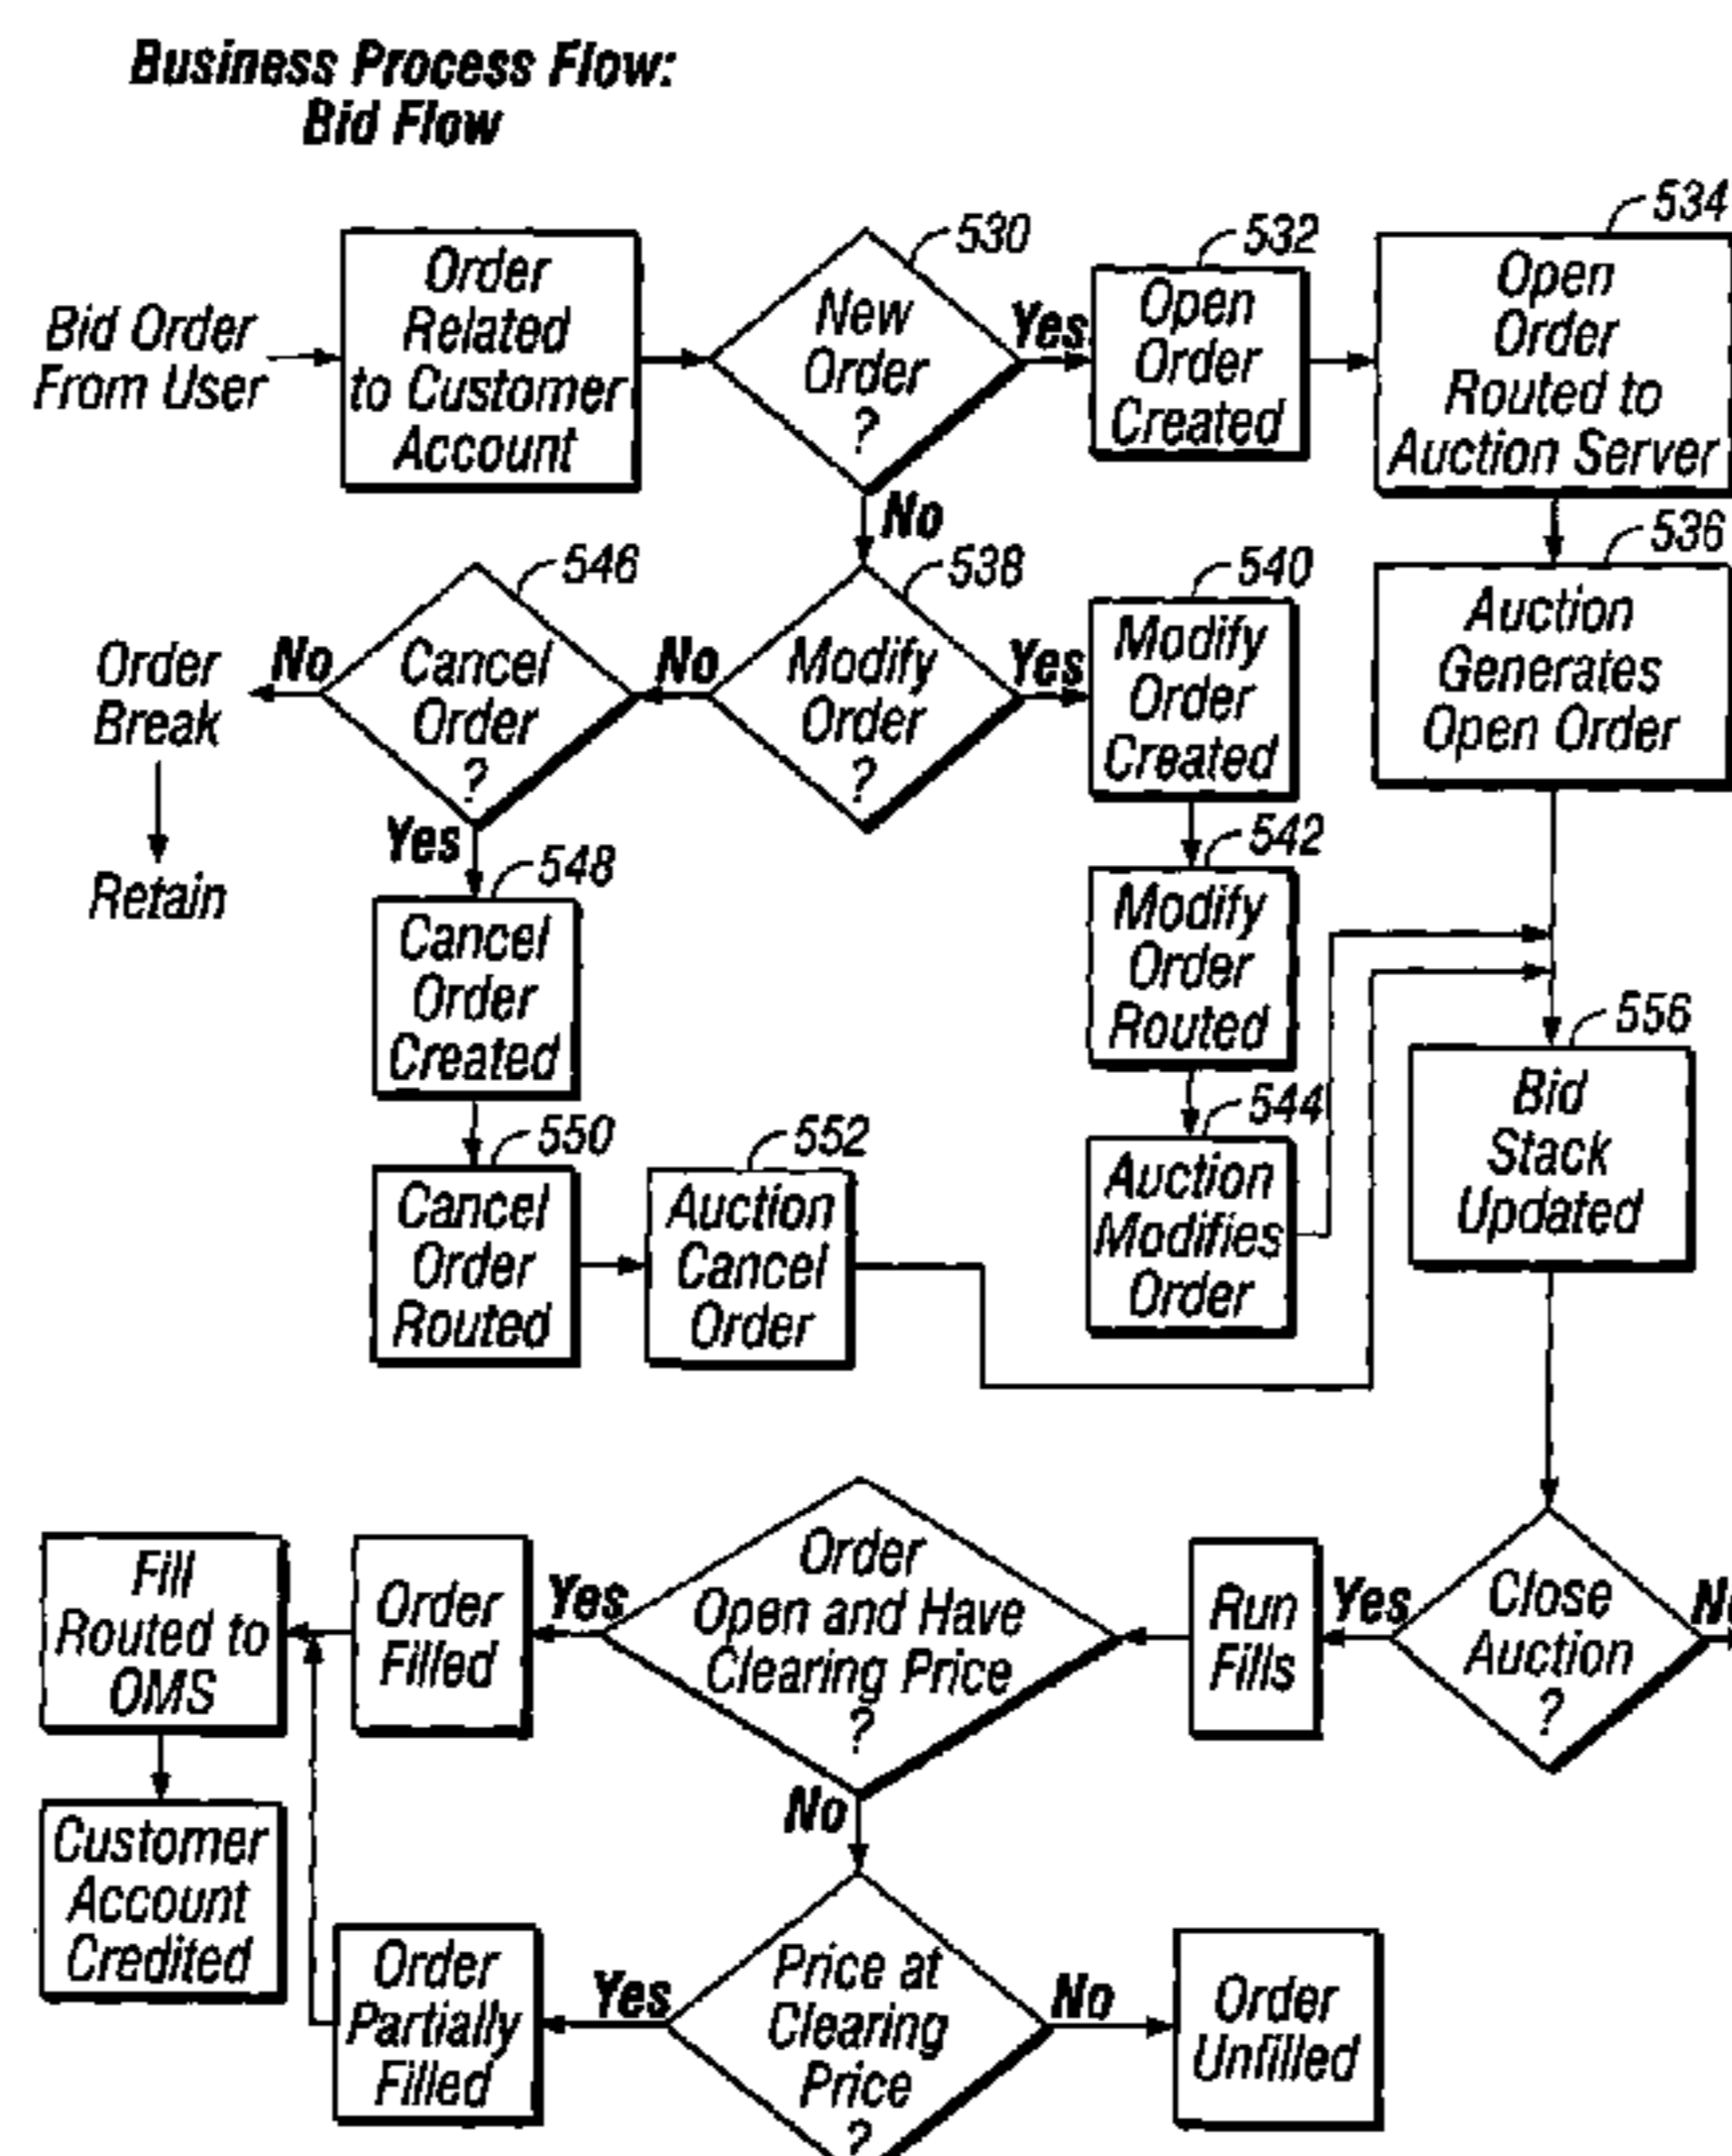 Business Process Flow:
Bid Flow
Bid Order
From User
Order
Related
to Customer
Account
530
New
Order
?
Yes
532
Open
Order
Created
534
Open
Order
Routed to
Auction Server
No
546
Cancel
Order
?
No
Order
Break
Retain
538
Modify
Order
?
No
Yes
540
Modify
Order
Created
536
Auction
Generates
Open Order
Yes
548
Cancel
Order
Created
542
Modify
Order
Routed
550
Cancel
Order
Routed
552
Auction
Cancel
Order
544
Auction
Modifies
Order
556
Bid
Stack
Updated
Fill
Routed to
OMS
Order
Filled
Yes
Order
Open and Have
Clearing Price
?
Run
Fills
Yes
Close
Auction
?
No
Customer
Account
Credited
Order
Partially
Filled
Yes
Price at
Clearing
Price
?
No
Order
Unfilled